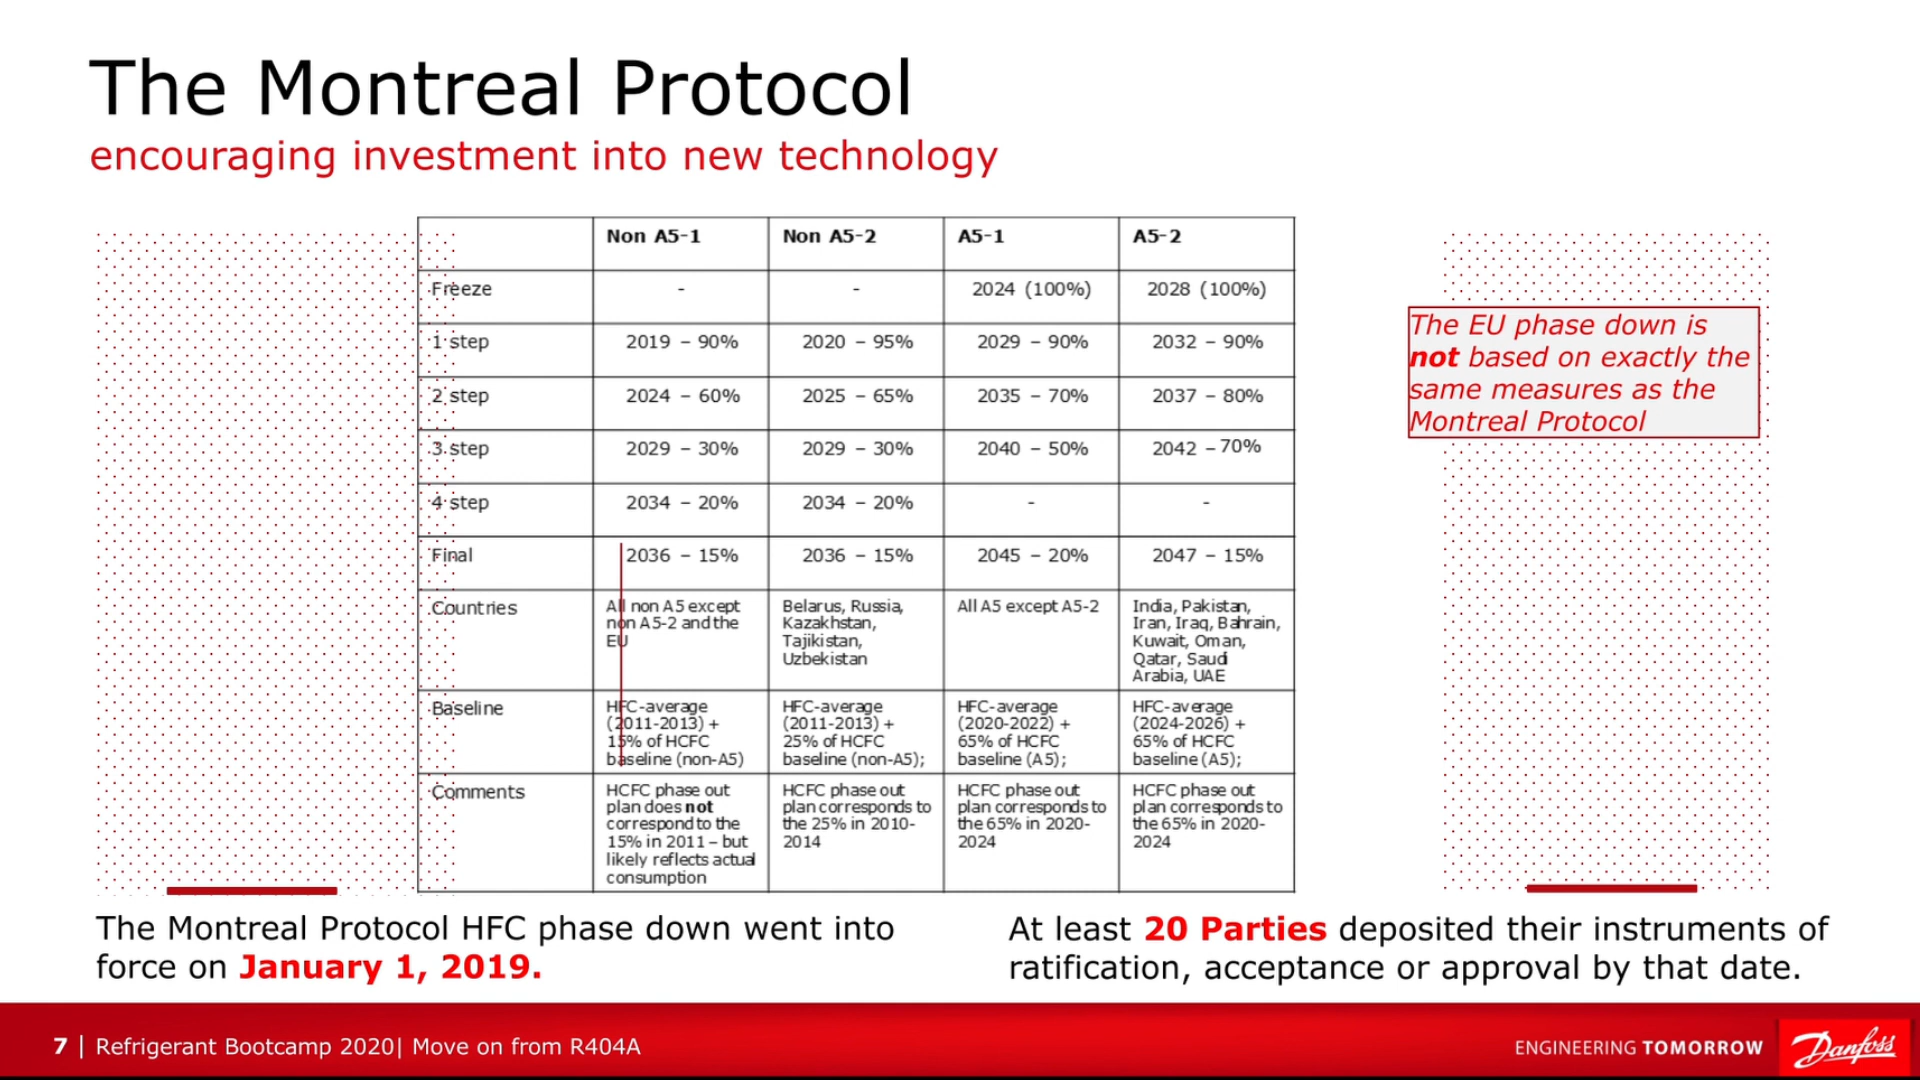 The Montreal Protocol
encouraging investment into new technology
Non A5-1 Non A5-2 A5-1 A5-2
Freeze - - 2024 (100%) 2028 (100%)
1 step 2019 – 90% 2020 – 95% 2029 – 90% 2032 – 90%
2 step 2024 – 60% 2025 – 65% 2035 – 70% 2037 – 80%
3 step 2029 – 30% 2029 – 30% 2040 – 50% 2042 – 70%
4 step 2034 – 20% 2034 – 20% - -
Final 2036 – 15% 2036 – 15% 2045 – 20% 2047 – 15%
Countries
All non A5 except
non A5-2 and the
EU
Belarus, Russia,
Kazakhstan,
Tajikistan,
Uzbekistan
All A5 except A5-2
India, Pakistan,
Iran, Iraq, Bahrain,
Kuwait, Oman,
Qatar, Saudi
Arabia, UAE
Baseline
HFC-average
(2011-2013) +
15% of HCFC
baseline (non-A5)
HFC-average
(2011-2013) +
25% of HCFC
baseline (non-A5);
HFC-average
(2020-2022) +
65% of HCFC
baseline (A5);
HFC-average
(2024-2026) +
65% of HCFC
baseline (A5);
Comments
HCFC phase out
plan does not
correspond to the
15% in 2011 – but
likely reflects actual
consumption
HCFC phase out
plan corresponds to
the 25% in 2010-
2014
HCFC phase out
plan corresponds to
the 65% in 2020-
2024
HCFC phase out
plan corresponds to
the 65% in 2020-
2024
The EU phase down is
not based on exactly the
same measures as the
Montreal Protocol
The Montreal Protocol HFC phase down went into
force on January 1, 2019.
At least 20 Parties deposited their instruments of
ratification, acceptance or approval by that date.
7 | Refrigerant Bootcamp 2020| Move on from R404A
ENGINEERING TOMORROW
Danfoss